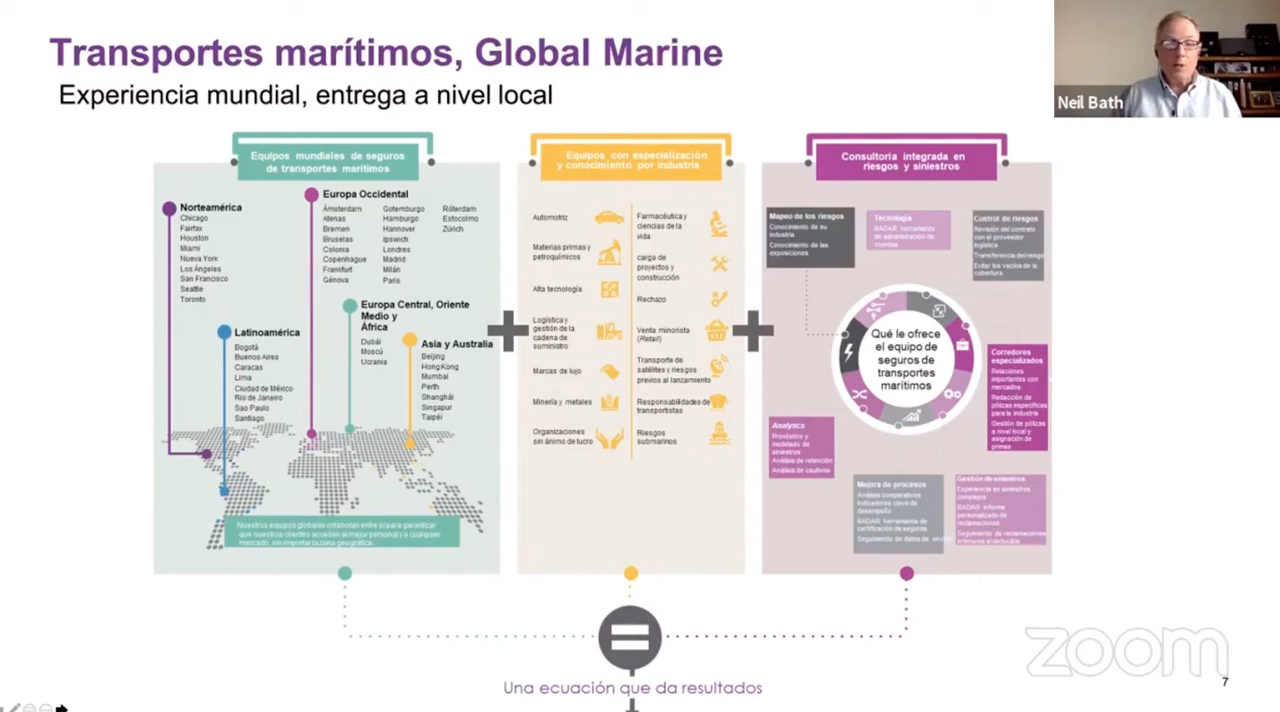 Transportes marítimos, Global Marine
Experiencia mundial, entrega a nivel local
Neil Bath
Equipos mundiales de seguros
de transportes marítimos
Norteamérica
Chicago
Fairfax
Houston
Miami
Nueva York
Los Ángeles
San Francisco
Seattle
Toronto
Europa Occidental
Ámsterdam
Atenas
Bremen
Bruselas
Colonia
Copenhague
Frankfurt
Génova
Gotemburgo
Hamburgo
Hannover
Ipswich
Londres
Madrid
Milán
Paris
Róterdam
Estocolmo
Zúrich
Latinoamérica
Bogotá
Buenos Aires
Caracas
Lima
Ciudad de México
Río de Janeiro
Sao Paulo
Santiago
Europa Central, Oriente
Medio y
África
Dubái
Moscú
Ucrania
Asia y Australia
Beijing
Hong Kong
Mumbai
Perth
Shanghái
Singapur
Taipéi
Nuestros equipos globales colaboran entre sí para garantizar
que nuestros clientes accedan al mejor personal y a cualquier
mercado, sin importar la zona geográfica.
Equipos con especialización
y conocimiento por industria
Automotriz
Materias primas y
petroquímicos
Alta tecnología
Logística y
gestión de la
cadena de
suministro
Marcas de lujo
Minería y metales
Organizaciones
sin ánimo de lucro
Farmacéutica y
ciencias de la
vida
carga de
proyectos y
construcción
Rechazo
Venta minorista
(Retail)
Transporte de
satélites y riesgos
previos al lanzamiento
Responsabilidades de
transportistas
Riesgos
submarinos
Consultoría integrada en
riesgos y siniestros
Mapeo de los riesgos
Conocimiento de su
industria
Conocimiento de las
exposiciones
Tecnología
RADAR herramienta
de administración de
cuentas
Control de riesgos
Revisión del contrato
con el proveedor
logística
Transferencia del riesgo
Evitar los vacíos de la
cobertura
Qué le ofrece
el equipo de
seguros de
transportes
marítimos
Corredores
especializados
Relaciones
importantes con
mercados
Redacción de
pólizas específicas
para la industria
Gestión de pólizas
a nivel local y
asignación de
primas
Analytics
Pronóstico y
modelado de
siniestros
Análisis de retención
Análisis de cautivos
Mejora de procesos
Análisis comparativos
Indicadores clave de
desempeño
RADAR herramienta de
certificación de seguros
Seguimiento de datos de envío
Gestión de siniestros
Experiencia en siniestros
complejos
RADAR informe
personalizado de
reclamaciones
Seguimiento de reclamaciones
inferiores al deducible
Una ecuación que da resultados
zoom
7